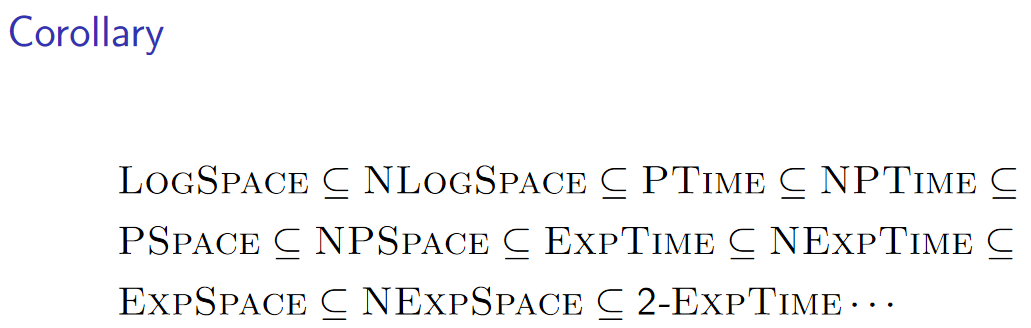 Corollary
LOGSPACE ⊆ NLOGSPACE ⊆ PTIME ⊆ NPTIME ⊆
PSPACE ⊆ NPSPACE ⊆ EXPTIME ⊆ NEXPTIME ⊆
EXPSPACE ⊆ NEXPSPACE ⊆ 2-EXPTIME ···